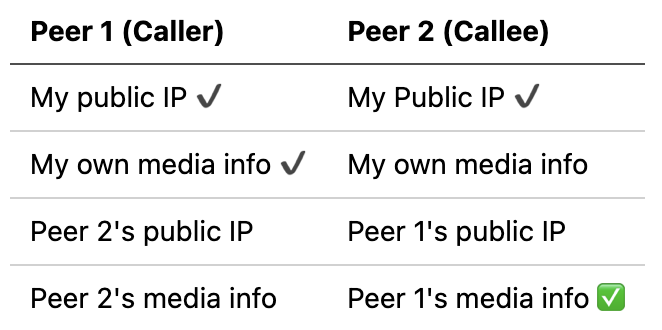 Peer 1 (Caller) Peer 2 (Callee)
My public IP ✔ My Public IP ✔
My own media info ✔ My own media info
Peer 2's public IP Peer 1's public IP
Peer 2's media info Peer 1's media info ✅